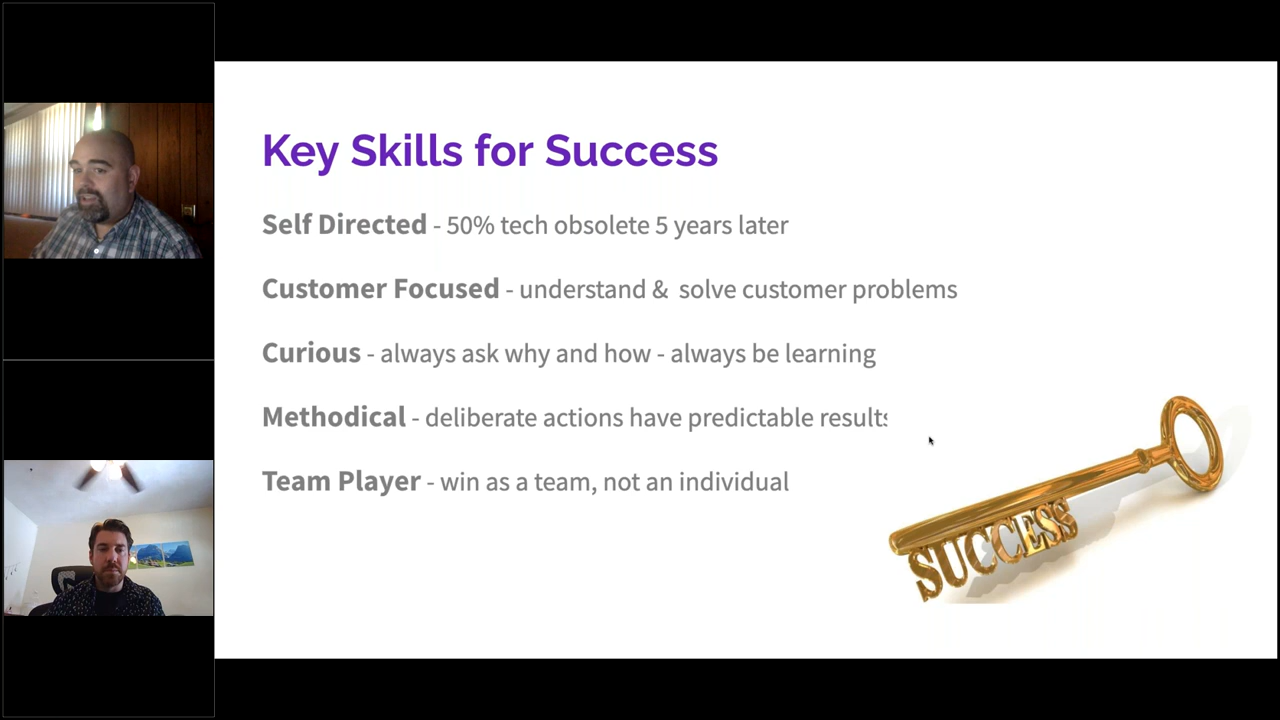 Key Skills for Success
Self Directed - 50% tech obsolete 5 years later
Customer Focused - understand & solve customer problems
Curious - always ask why and how - always be learning
Methodical - deliberate actions have predictable results
Team Player - win as a team, not an individual
SUCCESS